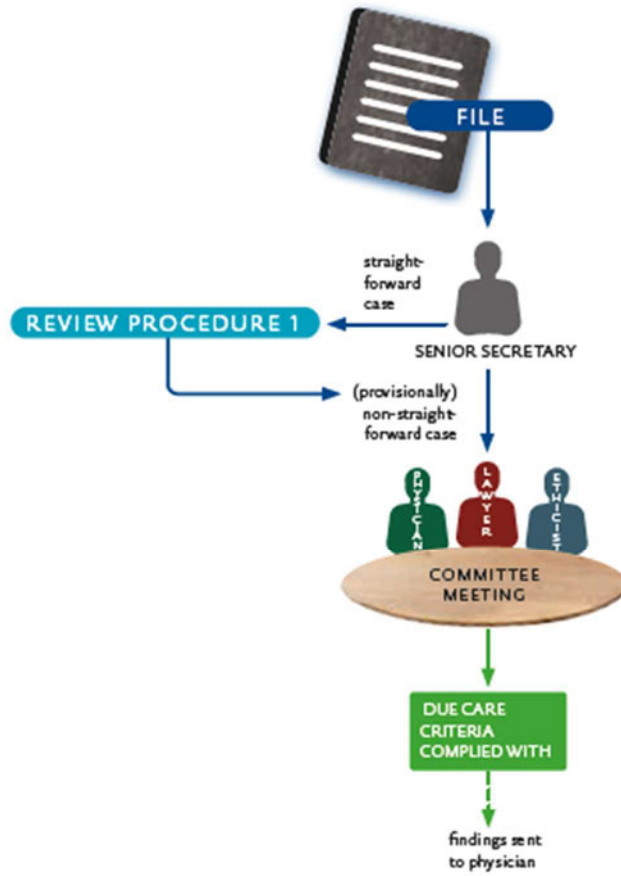 FILE
straight-
forward
case
REVIEW PROCEDURE 1
SENIOR SECRETARY
(provisionally)
non-straight-
forward case
PHYSICIAN
LAWYER
ETHICIST
COMMITTEE
MEETING
DUE CARE
CRITERIA
COMPLIED WITH
findings sent
to physician